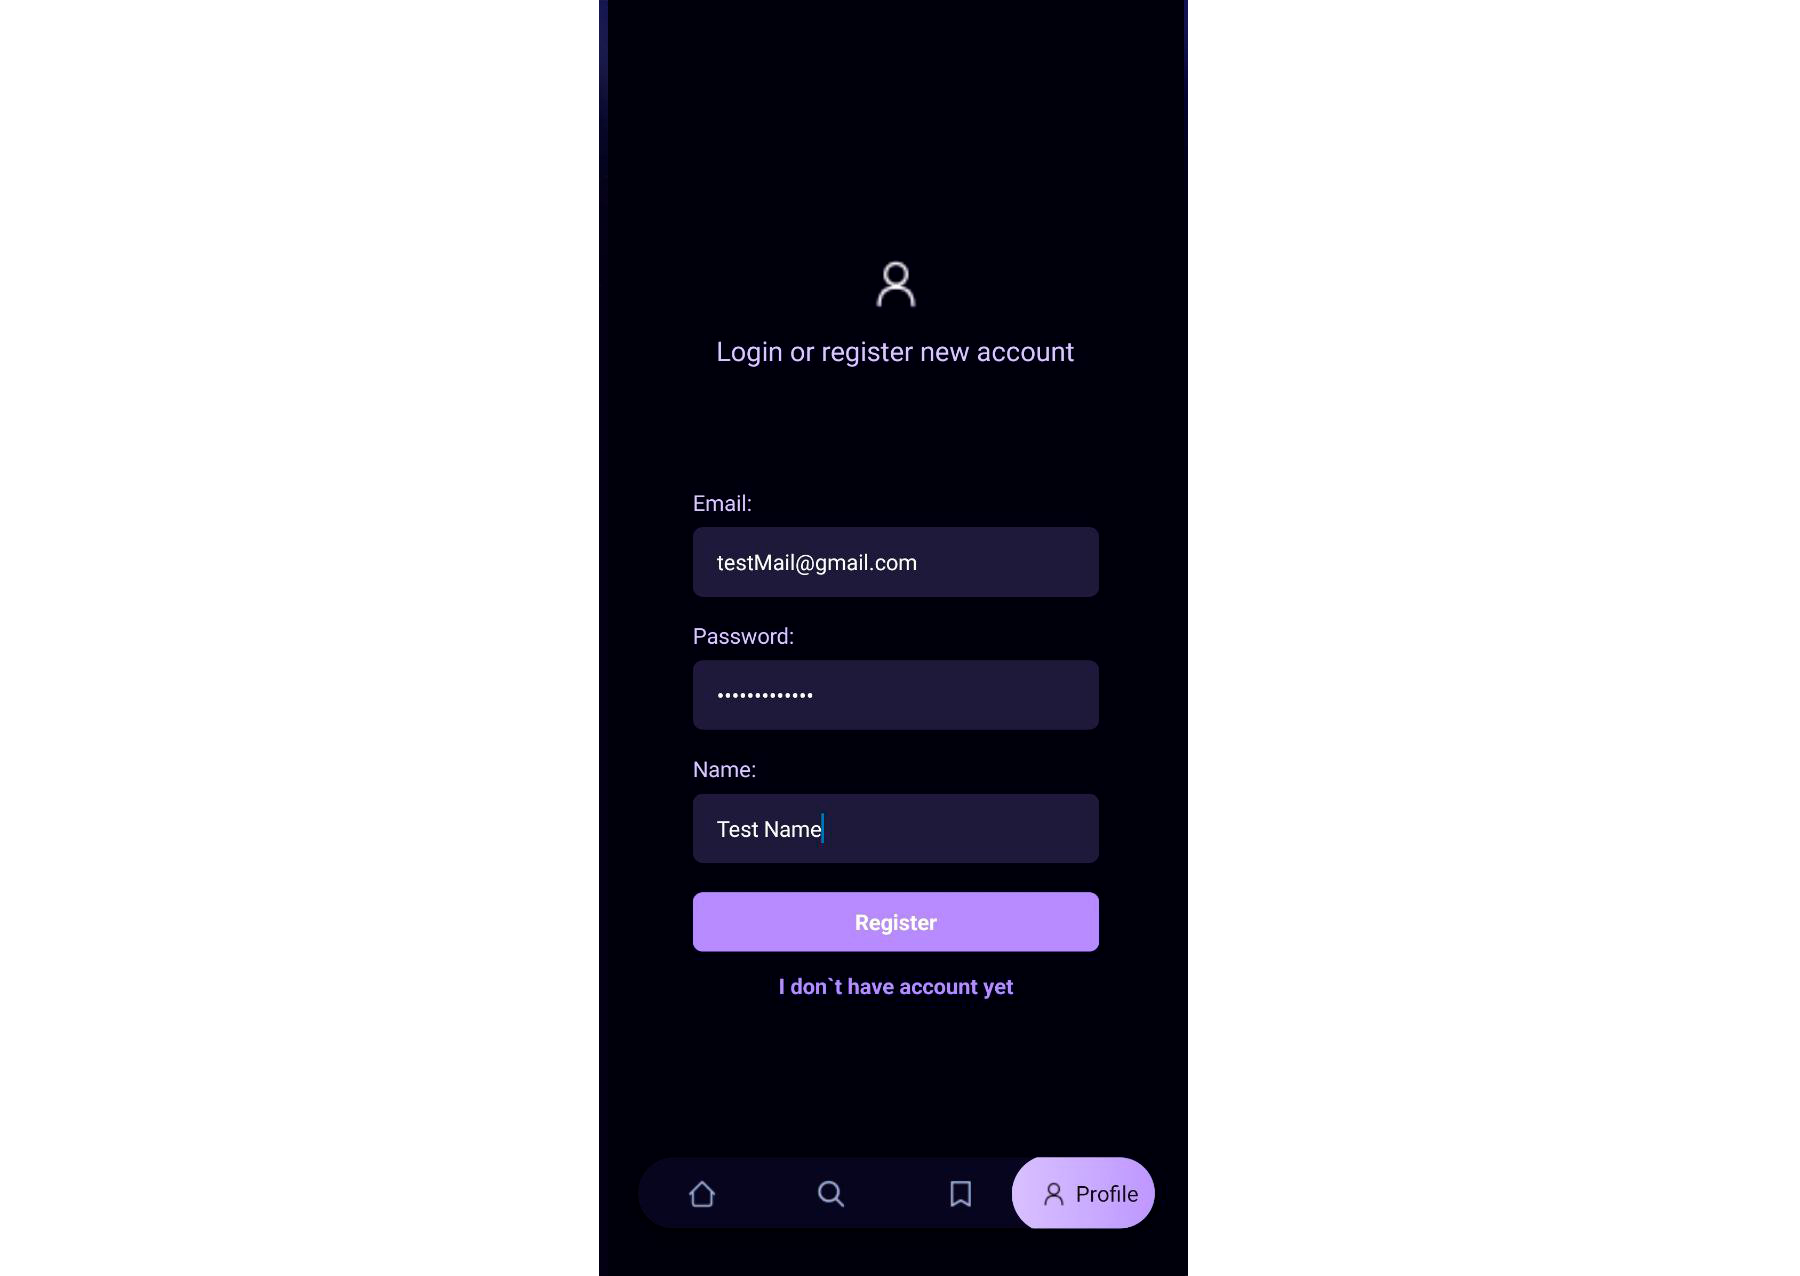 Login or register new account
Email:
testMail@gmail.com
Password:
•••••••••••••
Name:
Test Name
Register
I don`t have account yet
Profile